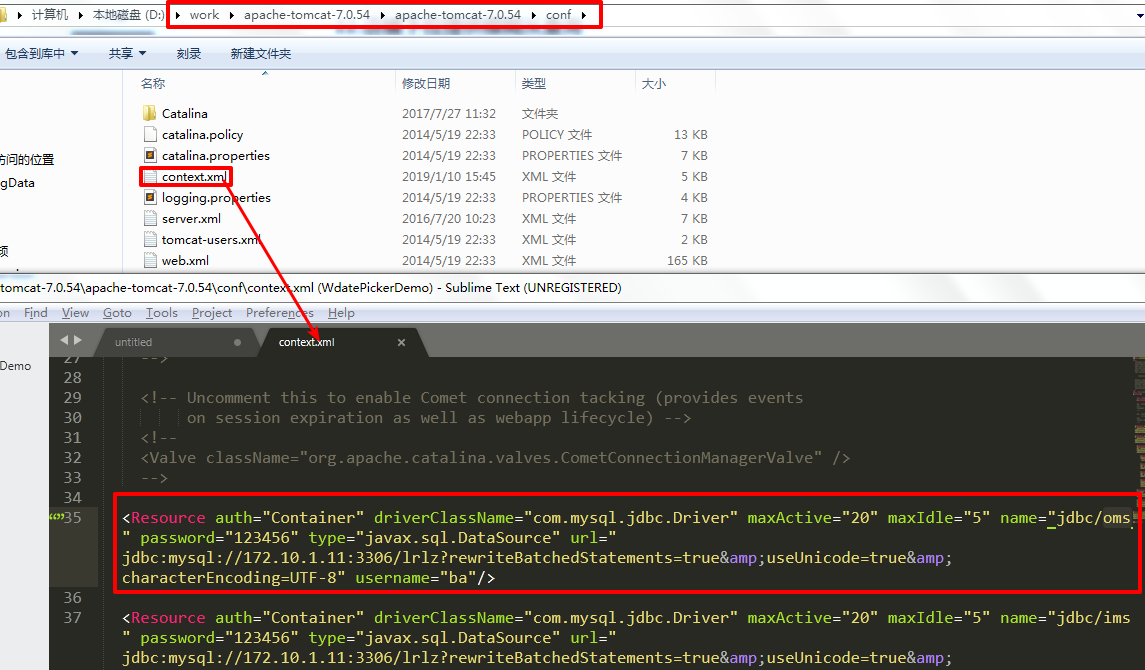 计算机 本地磁盘 (D:) work apache-tomcat-7.0.54 apache-tomcat-7.0.54 conf
包含到库中 共享 刻录 新建文件夹
名称 修改日期 类型 大小
Catalina 2017/7/27 11:32 文件夹
catalina.policy 2014/5/19 22:33 POLICY 文件 13 KB
catalina.properties 2014/5/19 22:33 PROPERTIES 文件 7 KB
context.xml 2019/1/10 15:45 XML 文件 5 KB
logging.properties 2014/5/19 22:33 PROPERTIES 文件 4 KB
server.xml 2016/7/20 10:23 XML 文件 7 KB
tomcat-users.xml 2014/5/19 22:33 XML 文件 2 KB
web.xml 2014/5/19 22:33 XML 文件 165 KB
访问的位置
gData
频
tomcat-7.0.54\apache-tomcat-7.0.54\conf\context.xml (WdatePickerDemo) - Sublime Text (UNREGISTERED)
on Find View Goto Tools Project Preferences Help
untitled context.xml
Demo
27 -->
28
29 <!-- Uncomment this to enable Comet connection tacking (provides events
30 on session expiration as well as webapp lifecycle) -->
31 <!--
32 <Valve className="org.apache.catalina.valves.CometConnectionManagerValve" />
33 -->
34
35 <Resource auth="Container" driverClassName="com.mysql.jdbc.Driver" maxActive="20" maxIdle="5" name="jdbc/oms
" password="123456" type="javax.sql.DataSource" url="
jdbc:mysql://172.10.1.11:3306/lrlz?rewriteBatchedStatements=true&amp;useUnicode=true&amp;
characterEncoding=UTF-8" username="ba"/>
36
37 <Resource auth="Container" driverClassName="com.mysql.jdbc.Driver" maxActive="20" maxIdle="5" name="jdbc/ims
" password="123456" type="javax.sql.DataSource" url="
jdbc:mysql://172.10.1.11:3306/lrlz?rewriteBatchedStatements=true&amp;useUnicode=true&amp;